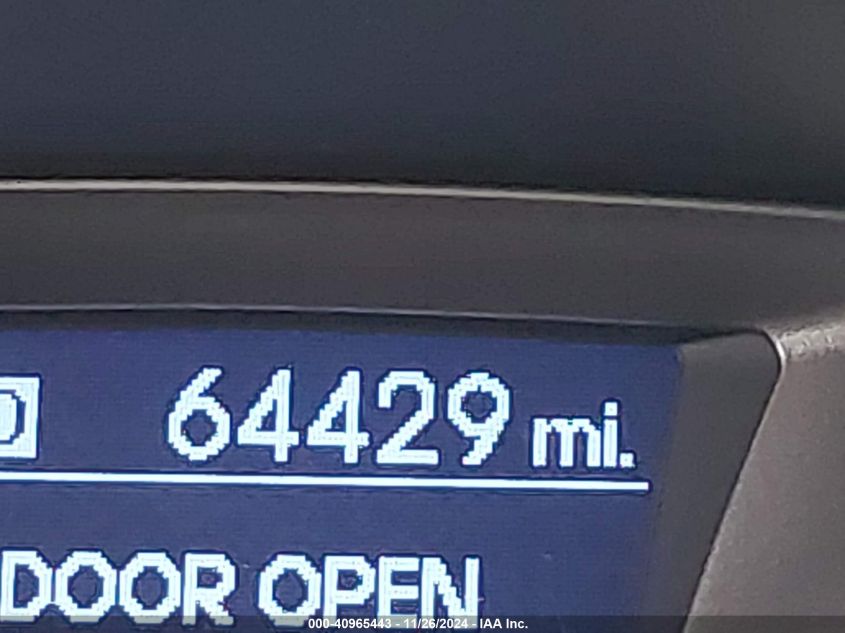 64429 mi.
DOOR OPEN
000-40965443 - 11/26/2024 - IAA Inc.